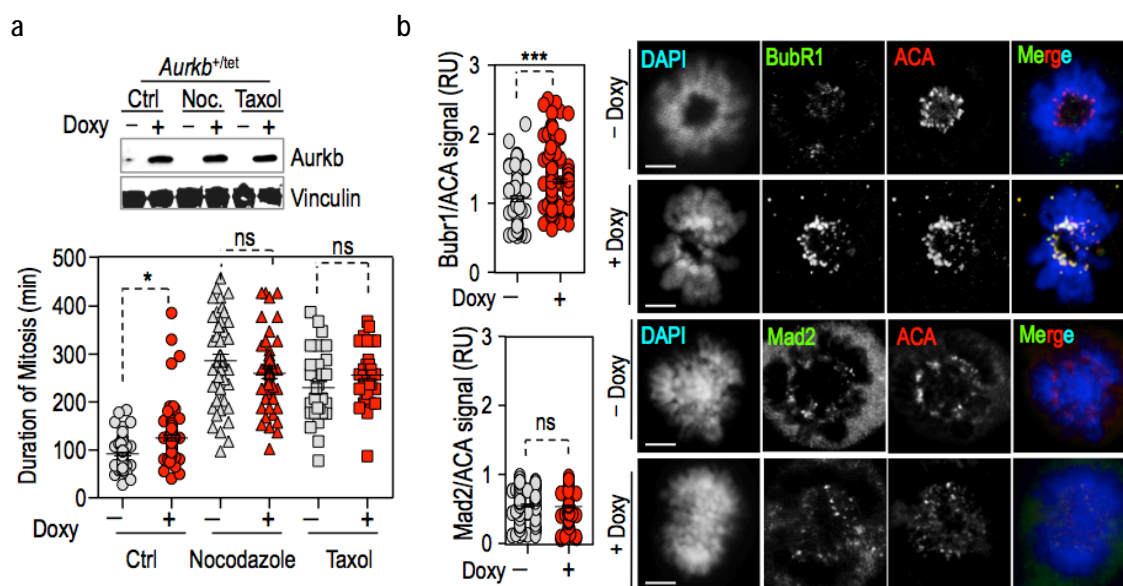 a
Aurkb+/tet
Ctrl Noc. Taxol
Doxy − + − + − +
Aurkb
Vinculin
Duration of Mitosis (min)
500
400
300
200
100
0
*
ns
ns
Doxy − + − + − +
Ctrl Nocodazole Taxol
b
Bubr1/ACA signal (RU)
3
2
1
0
***
Doxy − +
Mad2/ACA signal (RU)
3
2
1
0
ns
Doxy − +
DAPI BubR1 ACA Merge
− Doxy
+ Doxy
DAPI Mad2 ACA Merge
− Doxy
+ Doxy